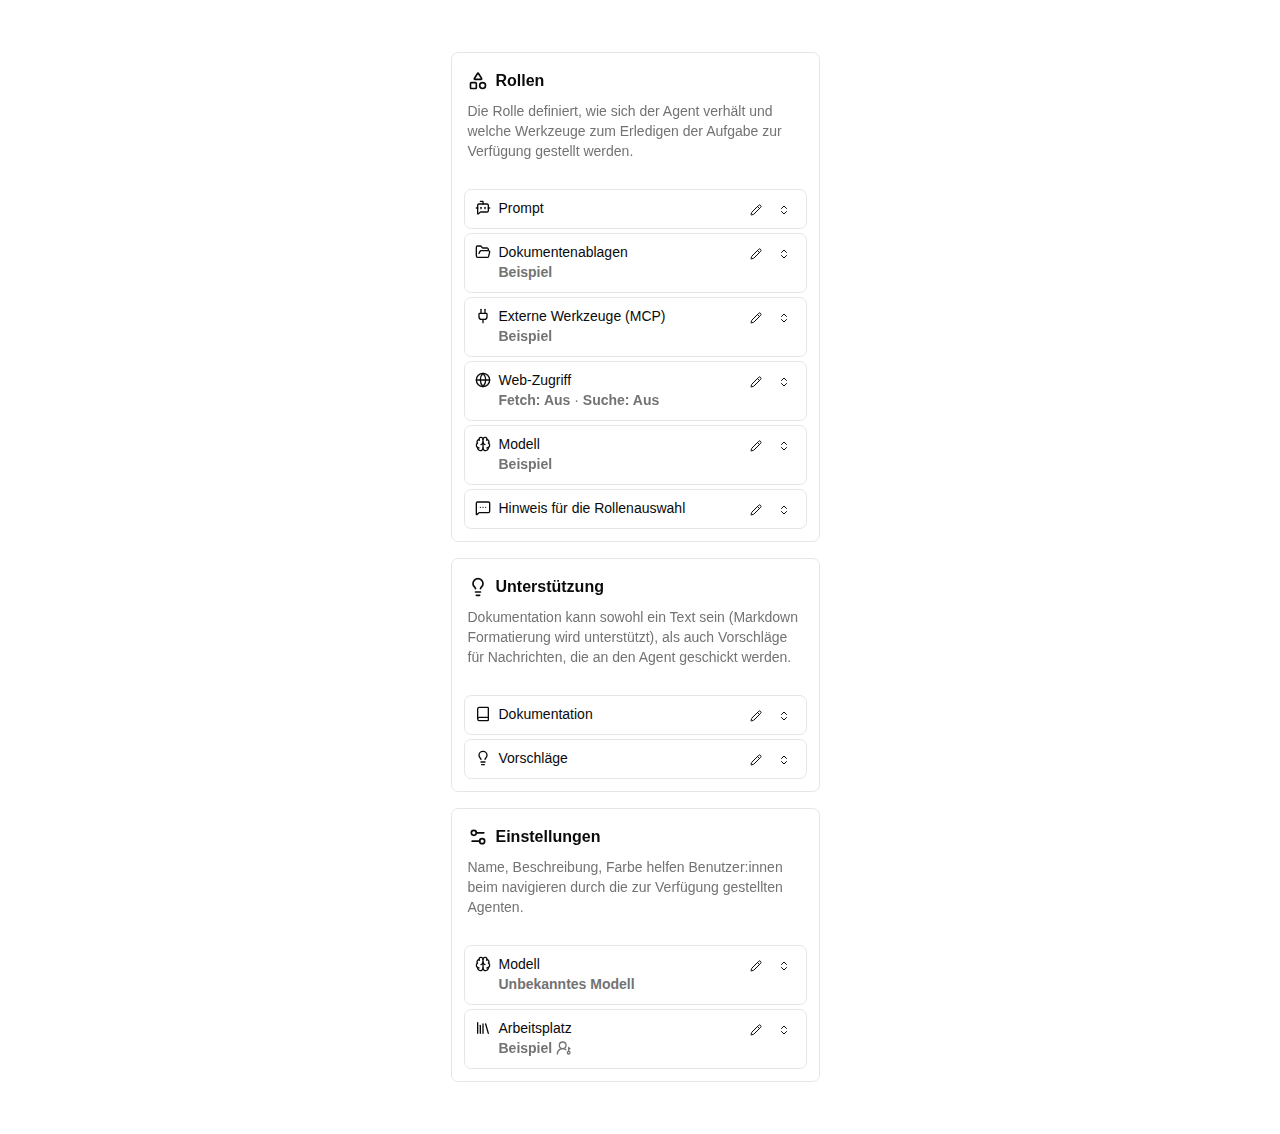 Rollen
Die Rolle definiert, wie sich der Agent verhält und
welche Werkzeuge zum Erledigen der Aufgabe zur
Verfügung gestellt werden.
Prompt
Dokumentenablagen
Beispiel
Externe Werkzeuge (MCP)
Beispiel
Web-Zugriff
Fetch: Aus · Suche: Aus
Modell
Beispiel
Hinweis für die Rollenauswahl
Unterstützung
Dokumentation kann sowohl ein Text sein (Markdown
Formatierung wird unterstützt), als auch Vorschläge
für Nachrichten, die an den Agent geschickt werden.
Dokumentation
Vorschläge
Einstellungen
Name, Beschreibung, Farbe helfen Benutzer:innen
beim navigieren durch die zur Verfügung gestellten
Agenten.
Modell
Unbekanntes Modell
Arbeitsplatz
Beispiel